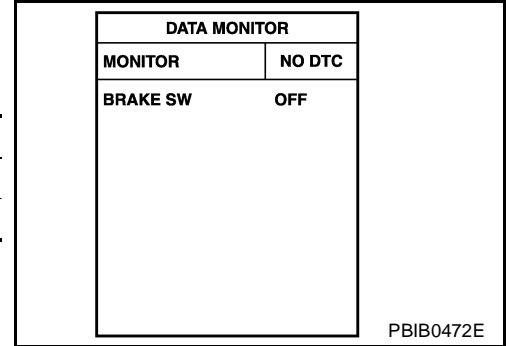 DATA MONITOR
MONITOR NO DTC
BRAKE SW OFF
PBIB0472E